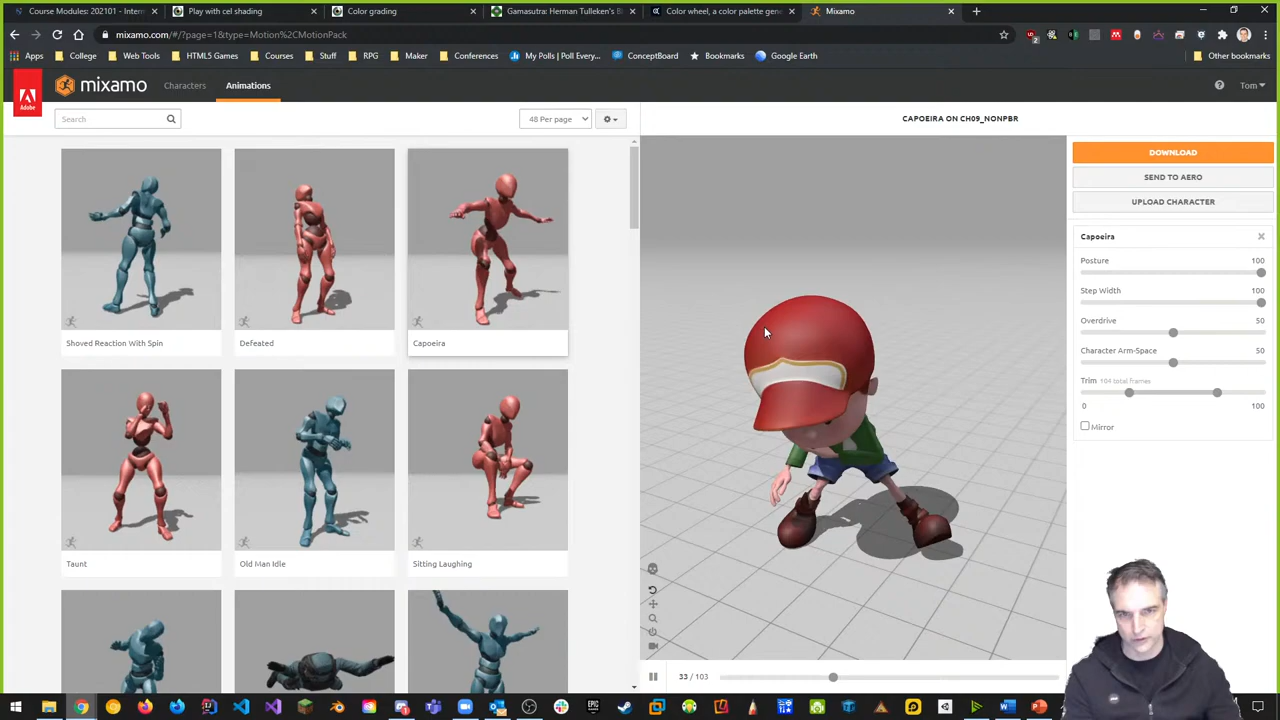 Course Modules 202101 - Intern
Play with cel shading
Color grading
Gamasutra: Herman Tulleken's B
Color wheel, a color palette gene
Mixamo
mixamo.com/#/?page=1&type=Motion%2CMotionPack
Apps
College
Web Tools
HTML5 Games
Courses
Stuff
RPG
Maker
Conferences
My Polls | Poll Every...
ConceptBoard
Bookmarks
Google Earth
Other bookmarks
Adobe
mixamo
Characters
Animations
Tom
Search
48 Per page
CAPOEIRA ON CH09_NONPBR
DOWNLOAD
SEND TO AERO
UPLOAD CHARACTER
Capoeira
Posture 100
Step Width 100
Overdrive 50
Character Arm-Space 50
Trim 104 total frames
0 100
Mirror
Shoved Reaction With Spin
Defeated
Capoeira
Taunt
Old Man Idle
Sitting Laughing
33 / 103